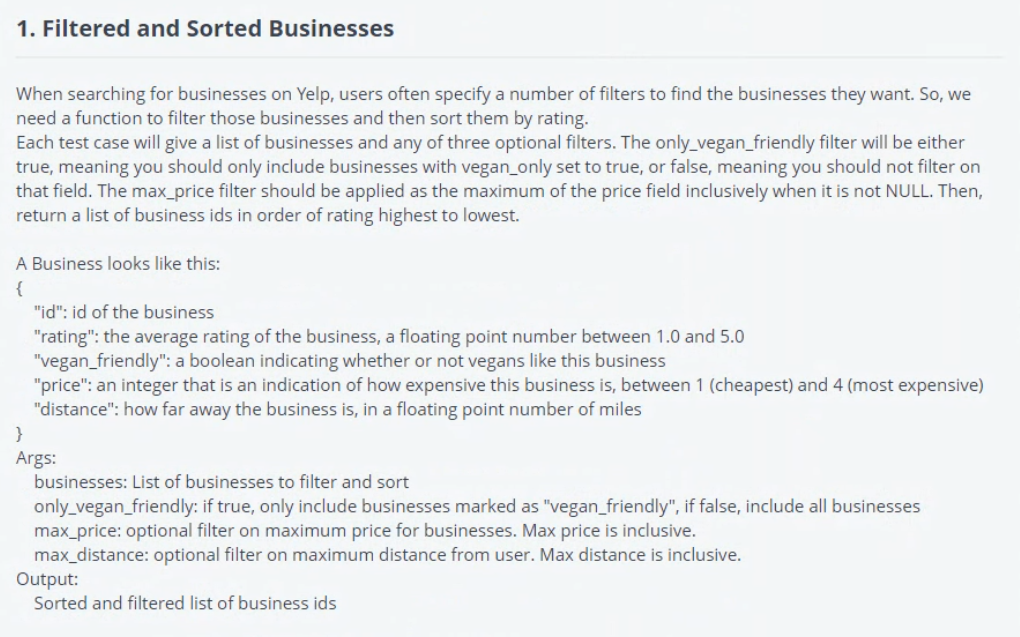 1. Filtered and Sorted Businesses
When searching for businesses on Yelp, users often specify a number of filters to find the businesses they want. So, we
need a function to filter those businesses and then sort them by rating.
Each test case will give a list of businesses and any of three optional filters. The only_vegan_friendly filter will be either
true, meaning you should only include businesses with vegan_only set to true, or false, meaning you should not filter on
that field. The max_price filter should be applied as the maximum of the price field inclusively when it is not NULL. Then,
return a list of business ids in order of rating highest to lowest.
A Business looks like this:
{
"id": id of the business
"rating": the average rating of the business, a floating point number between 1.0 and 5.0
"vegan_friendly": a boolean indicating whether or not vegans like this business
"price": an integer that is an indication of how expensive this business is, between 1 (cheapest) and 4 (most expensive)
"distance": how far away the business is, in a floating point number of miles
}
Args:
businesses: List of businesses to filter and sort
only_vegan_friendly: if true, only include businesses marked as "vegan_friendly", if false, include all businesses
max_price: optional filter on maximum price for businesses. Max price is inclusive.
max_distance: optional filter on maximum distance from user. Max distance is inclusive.
Output:
Sorted and filtered list of business ids